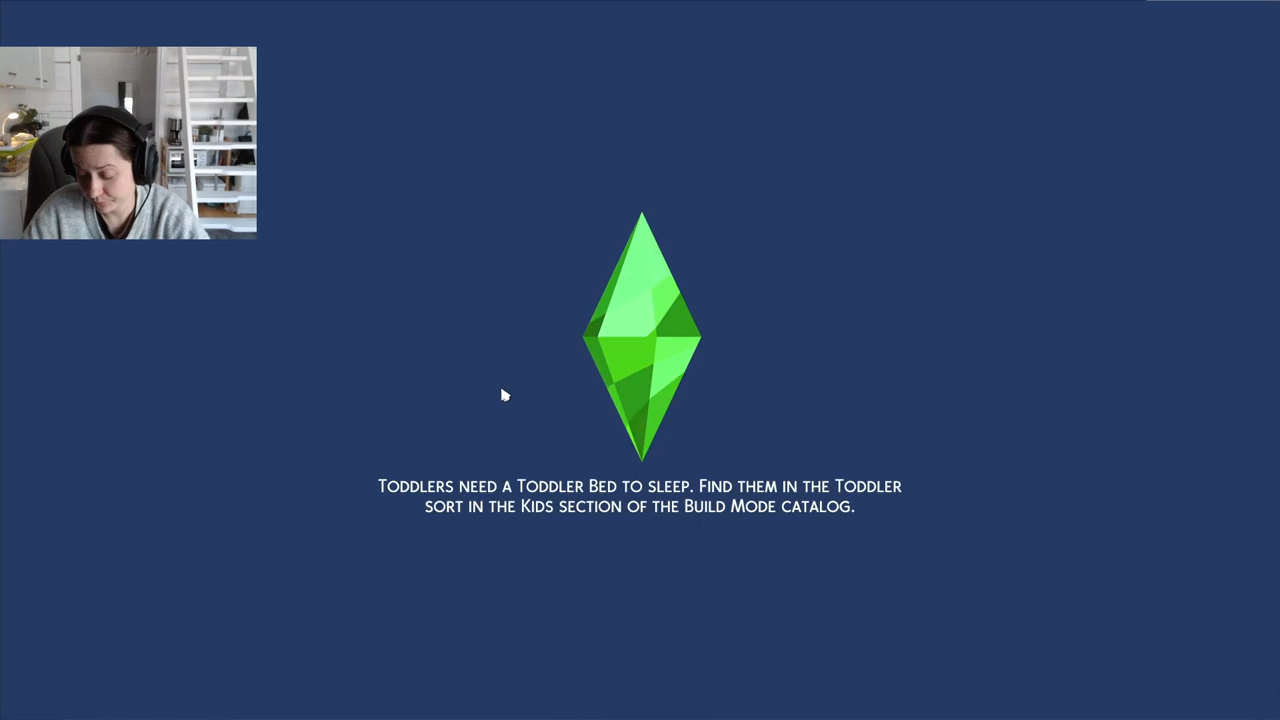 Toddlers need a Toddler Bed to sleep. Find them in the Toddler
sort in the Kids section of the Build Mode catalog.